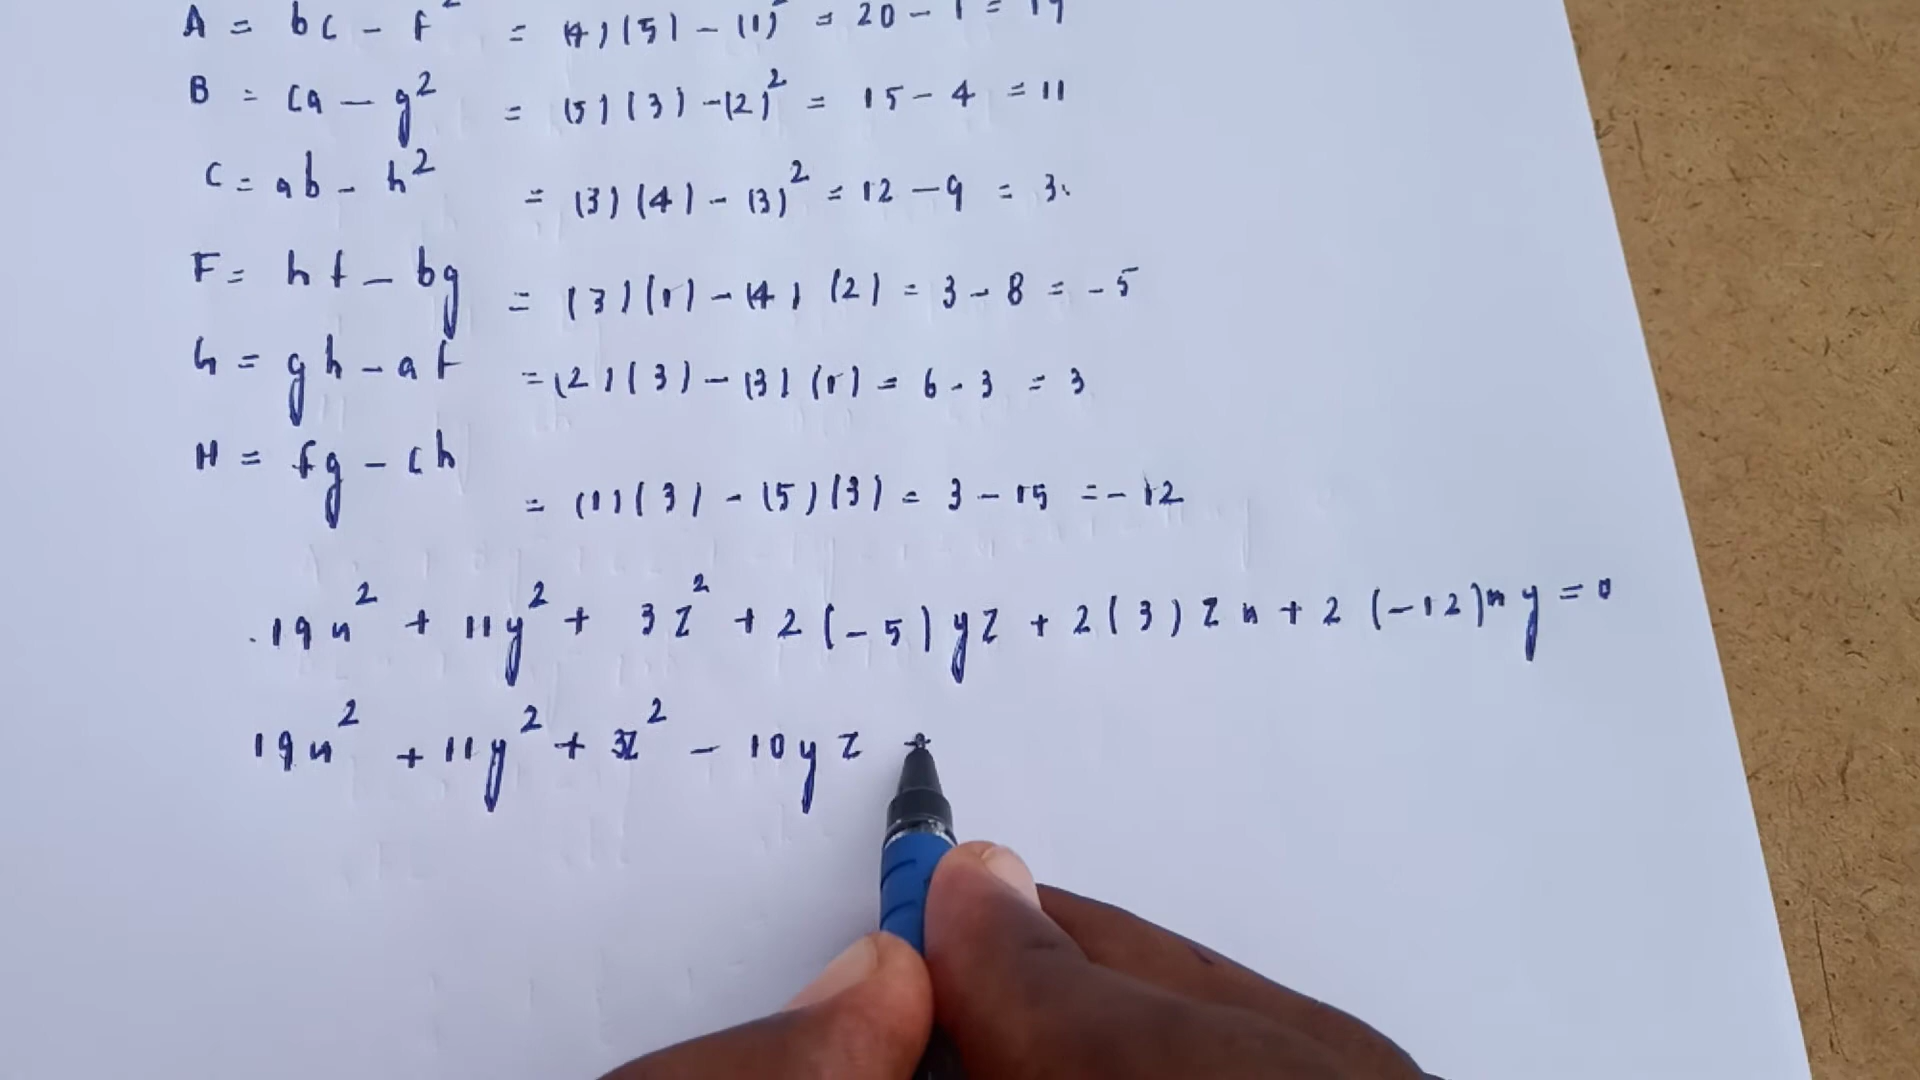 A = bc - f² = (4)(5) - (1)² = 20 - 1 = 19
B = ca - g² = (5)(3) - (2)² = 15 - 4 = 11
C = ab - h² = (3)(4) - (3)² = 12 - 9 = 3.
F = hf - bg = (3)(1) - (4)(2) = 3 - 8 = -5
G = gh - af = (2)(3) - (3)(1) = 6 - 3 = 3
H = fg - ch = (1)(3) - (5)(3) = 3 - 15 = -12
19x² + 11y² + 3z² + 2(-5)yz + 2(3)zx + 2(-12)xy = 0
19x² + 11y² + 3z² - 10yz +